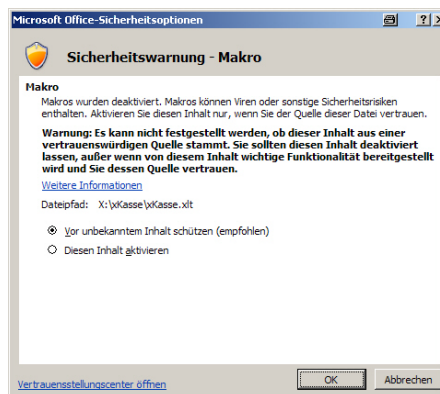 Microsoft Office-Sicherheitsoptionen
Sicherheitswarnung - Makro
Makro
Makros wurden deaktiviert. Makros können Viren oder sonstige Sicherheitsrisiken
enthalten. Aktivieren Sie diesen Inhalt nur, wenn Sie der Quelle dieser Datei vertrauen.
Warnung: Es kann nicht festgestellt werden, ob dieser Inhalt aus einer
vertrauenswürdigen Quelle stammt. Sie sollten diesen Inhalt deaktiviert
lassen, außer wenn von diesem Inhalt wichtige Funktionalität bereitgestellt
wird und Sie dessen Quelle vertrauen.
Weitere Informationen
Dateipfad: X:\xKasse\xKasse.xlt
Vor unbekanntem Inhalt schützen (empfohlen)
Diesen Inhalt aktivieren
Vertrauensstellungscenter öffnen
OK
Abbrechen